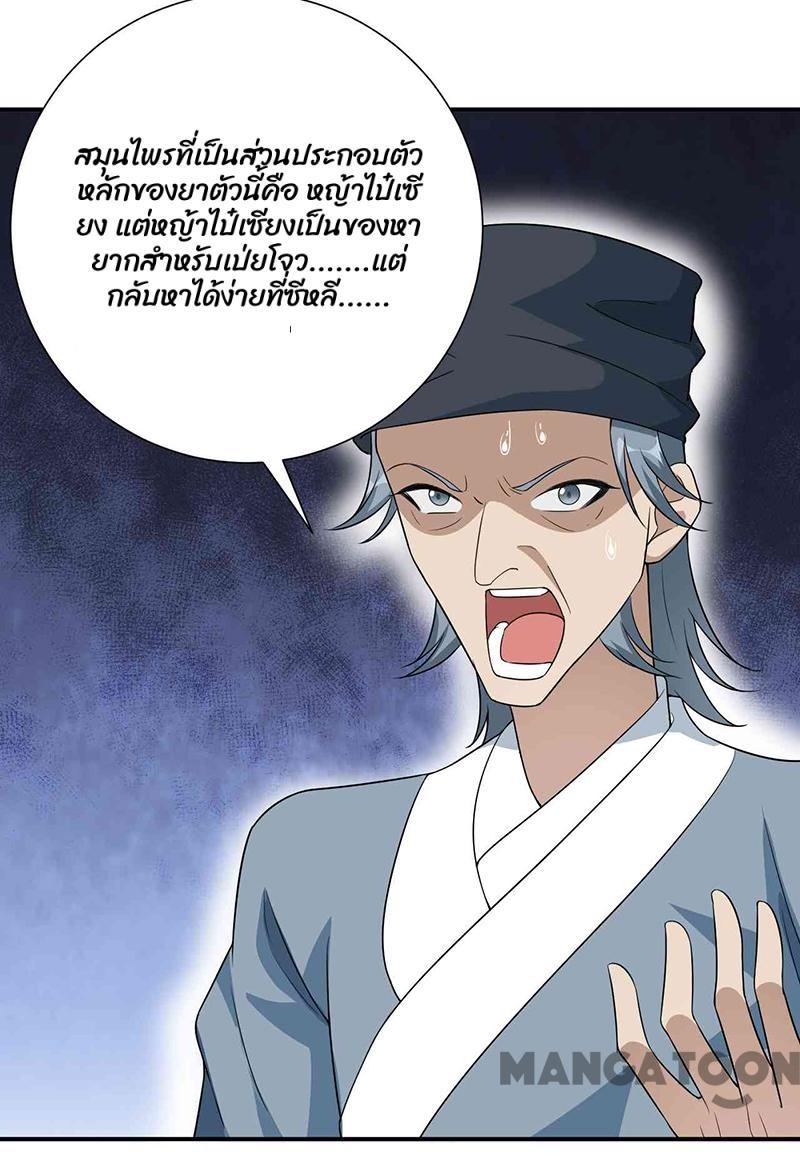 สมุนไพรที่เป็นส่วนประกอบตัว
หลักของยาตัวนี้คือ หญ้าไป๋เซี
ยง แต่หญ้าไป๋เซียงเป็นของหา
ยากสำหรับเป่ยโจว.......แต่
กลับหาได้ง่ายที่ซีหลี......
MANGATOON